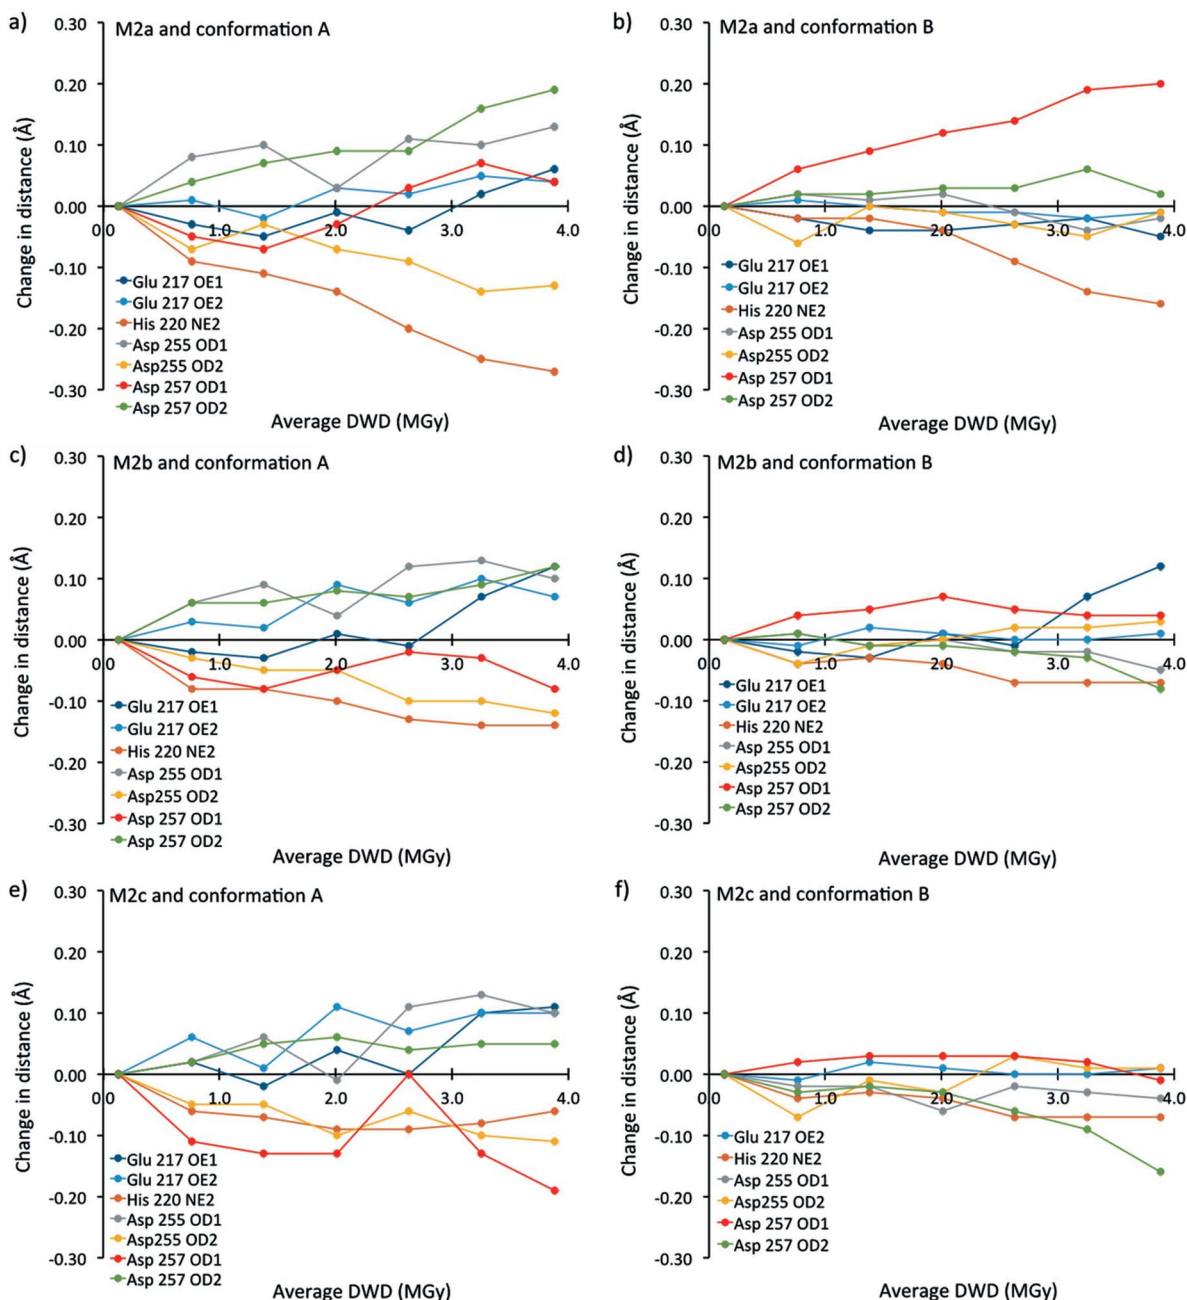 a)
M2a and conformation A
0.30
0.20
0.10
0.00
-0.10
-0.20
-0.30
0.0
1.0
2.0
3.0
4.0
Change in distance (Å)
Glu 217 OE1
Glu 217 OE2
His 220 NE2
Asp 255 OD1
Asp255 OD2
Asp 257 OD1
Asp 257 OD2
Average DWD (MGy)
b)
M2a and conformation B
0.30
0.20
0.10
0.00
-0.10
-0.20
-0.30
0.0
1.0
2.0
3.0
4.0
Change in distance (Å)
Glu 217 OE1
Glu 217 OE2
His 220 NE2
Asp 255 OD1
Asp255 OD2
Asp 257 OD1
Asp 257 OD2
Average DWD (MGy)
c)
M2b and conformation A
0.30
0.20
0.10
0.00
-0.10
-0.20
-0.30
0.0
1.0
2.0
3.0
4.0
Change in distance (Å)
Glu 217 OE1
Glu 217 OE2
His 220 NE2
Asp 255 OD1
Asp255 OD2
Asp 257 OD1
Asp 257 OD2
Average DWD (MGy)
d)
M2b and conformation B
0.30
0.20
0.10
0.00
-0.10
-0.20
-0.30
0.0
1.0
2.0
3.0
4.0
Change in distance (Å)
Glu 217 OE1
Glu 217 OE2
His 220 NE2
Asp 255 OD1
Asp255 OD2
Asp 257 OD1
Asp 257 OD2
Average DWD (MGy)
e)
M2c and conformation A
0.30
0.20
0.10
0.00
-0.10
-0.20
-0.30
0.0
1.0
2.0
3.0
4.0
Change in distance (Å)
Glu 217 OE1
Glu 217 OE2
His 220 NE2
Asp 255 OD1
Asp255 OD2
Asp 257 OD1
Asp 257 OD2
Average DWD (MGy)
f)
M2c and conformation B
0.30
0.20
0.10
0.00
-0.10
-0.20
-0.30
0.0
1.0
2.0
3.0
4.0
Change in distance (Å)
Glu 217 OE2
His 220 NE2
Asp 255 OD1
Asp255 OD2
Asp 257 OD1
Asp 257 OD2
Average DWD (MGy)